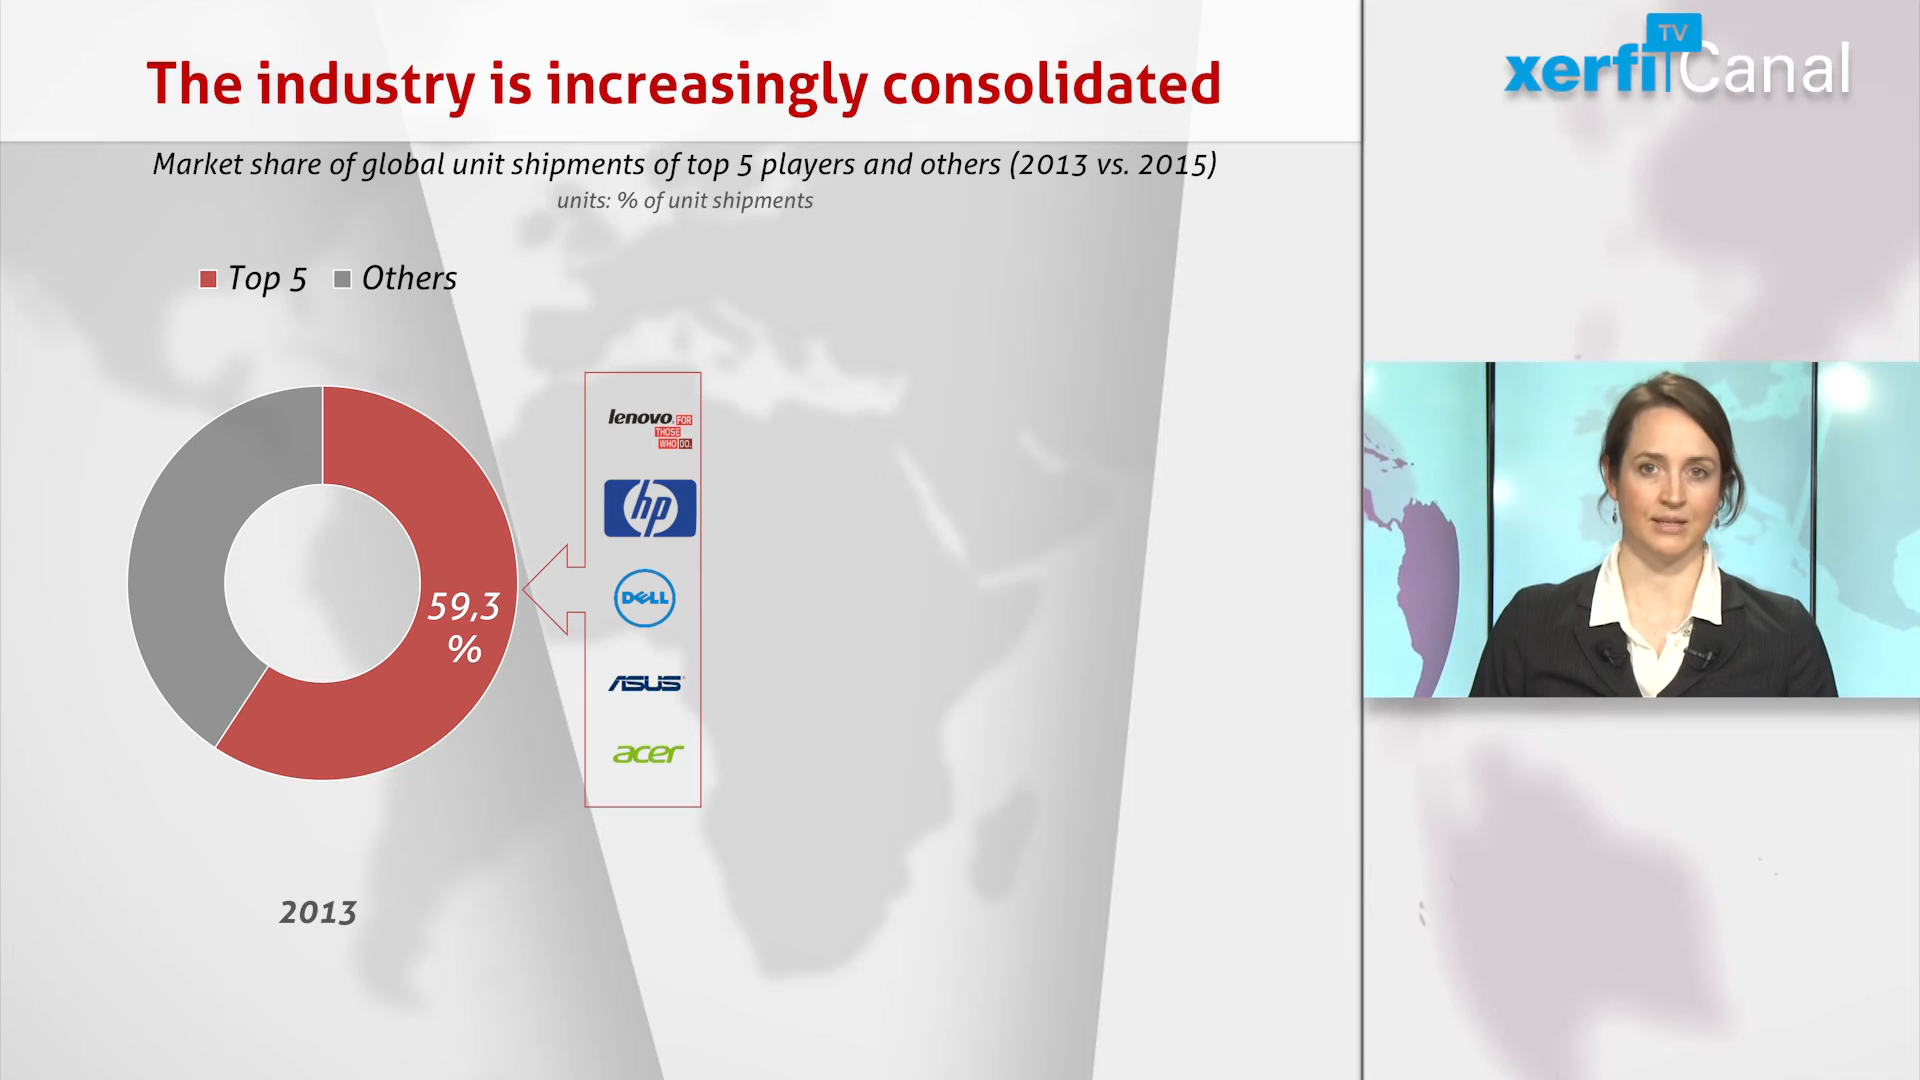 The industry is increasingly consolidated
Market share of global unit shipments of top 5 players and others (2013 vs. 2015)
units: % of unit shipments
Top 5 Others
59,3
%
2013
lenovo FOR
THOSE
WHO DO.
hp
DELL
ASUS
acer
xerfi TV Canal